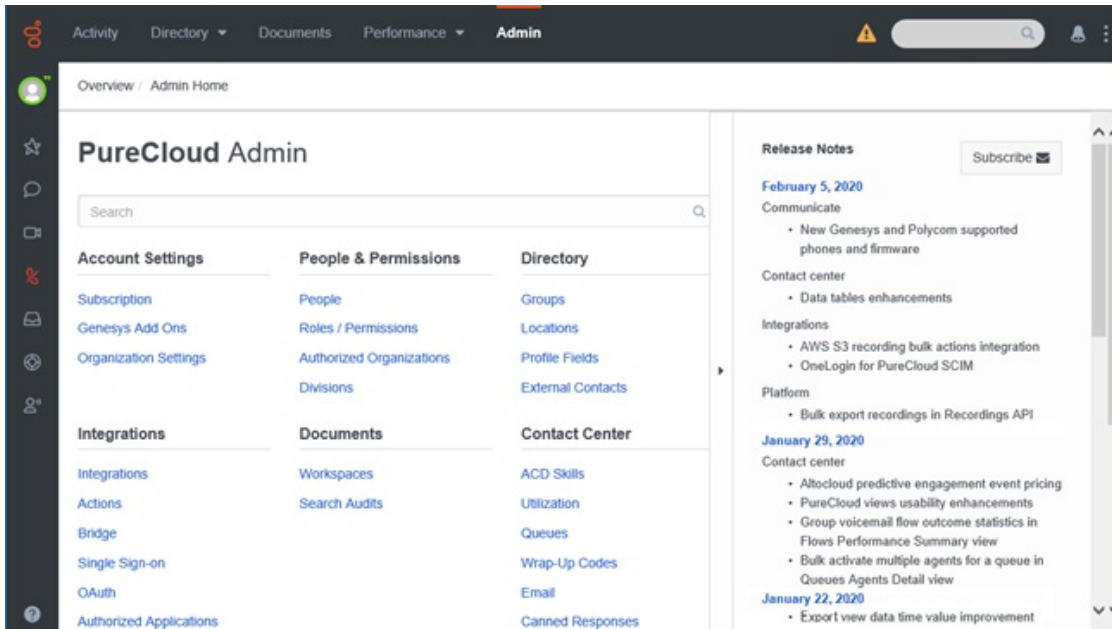 Activity
Directory
Documents
Performance
Admin
Overview / Admin Home
PureCloud Admin
Search
Account Settings
Subscription
Genesys Add Ons
Organization Settings
People & Permissions
People
Roles / Permissions
Authorized Organizations
Divisions
Directory
Groups
Locations
Profile Fields
External Contacts
Integrations
Integrations
Actions
Bridge
Single Sign-on
OAuth
Authorized Applications
Documents
Workspaces
Search Audits
Contact Center
ACD Skills
Utilization
Queues
Wrap-Up Codes
Email
Canned Responses
Release Notes
Subscribe
February 5, 2020
Communicate
• New Genesys and Polycom supported
phones and firmware
Contact center
• Data tables enhancements
Integrations
• AWS S3 recording bulk actions integration
• OneLogin for PureCloud SCIM
Platform
• Bulk export recordings in Recordings API
January 29, 2020
Contact center
• Altocloud predictive engagement event pricing
• PureCloud views usability enhancements
• Group voicemail flow outcome statistics in
Flows Performance Summary view
• Bulk activate multiple agents for a queue in
Queues Agents Detail view
January 22, 2020
• Export view data time value improvement